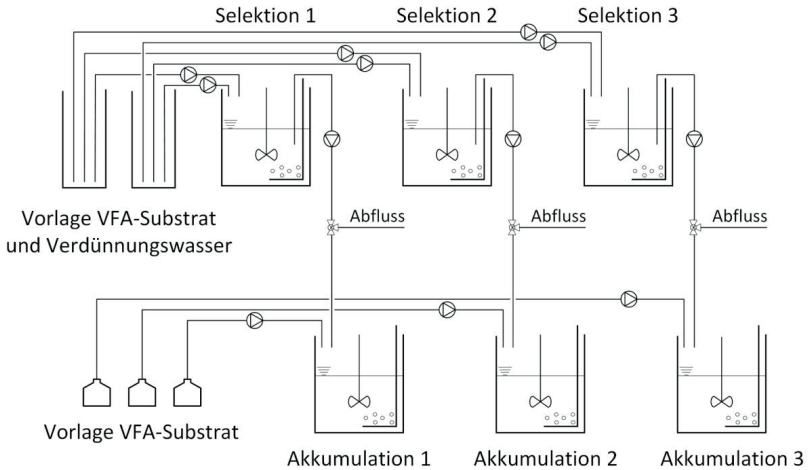 Selektion 1
Selektion 2
Selektion 3
Vorlage VFA-Substrat
und Verdünnungswasser
Abfluss
Abfluss
Abfluss
Vorlage VFA-Substrat
Akkumulation 1
Akkumulation 2
Akkumulation 3